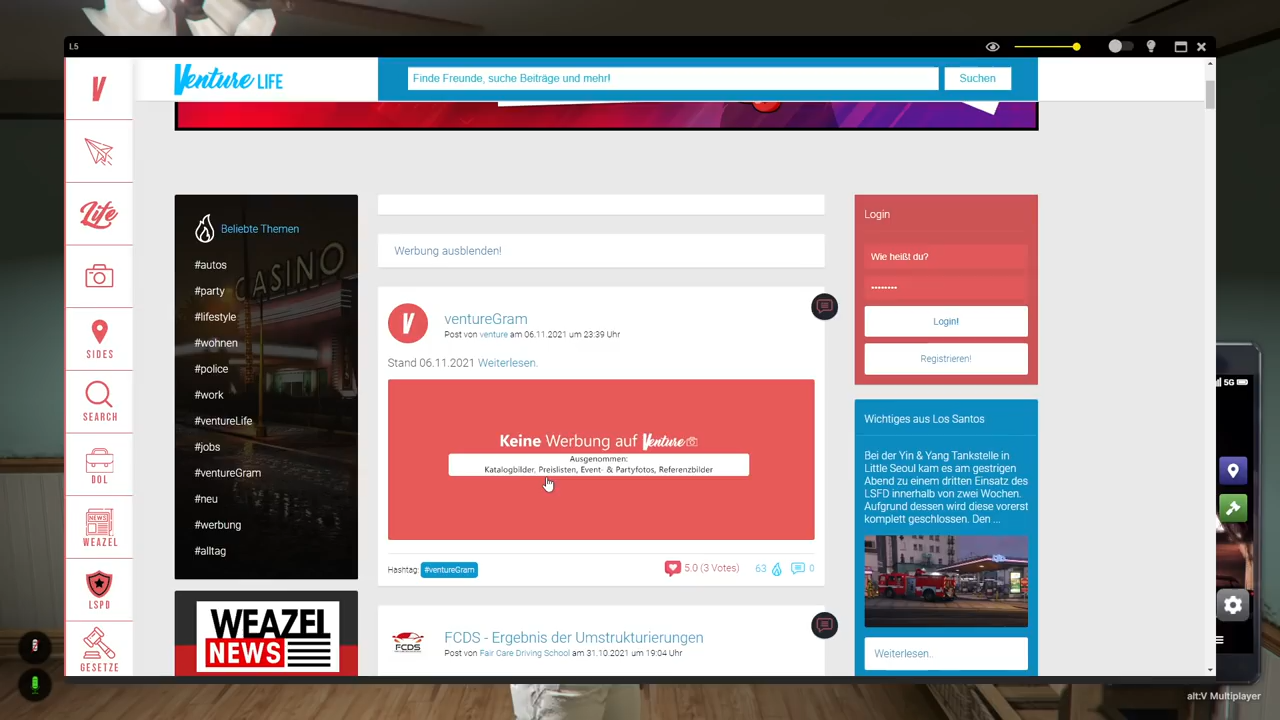 L5
Venture LIFE
Finde Freunde, suche Beiträge und mehr!
Suchen
Life
SIDES
SEARCH
DOL
NEWS
WEAZEL
LSPD
GESETZE
Beliebte Themen
#autos
#party
#lifestyle
#wohnen
#police
#work
#ventureLife
#jobs
#ventureGram
#neu
#werbung
#alltag
CASINO
WEAZEL
NEWS
Werbung ausblenden!
ventureGram
Post von venture am 06.11.2021 um 23:39 Uhr
Stand 06.11.2021 Weiterlesen.
Keine Werbung auf Venture
Ausgenommen:
Katalogbilder, Preislisten, Event- & Partyfotos, Referenzbilder
Hashtag: #ventureGram
5.0 (3 Votes)
63
0
FCDS - Ergebnis der Umstrukturierungen
Post von Fair Care Driving School am 31.10.2021 um 19:04 Uhr
FCDS
Login
Wie heißt du?
••••••••
Login!
Registrieren!
Wichtiges aus Los Santos
Bei der Yin & Yang Tankstelle in
Little Seoul kam es am gestrigen
Abend zu einem dritten Einsatz des
LSFD innerhalb von zwei Wochen.
Aufgrund dessen wird diese vorerst
komplett geschlossen. Den ...
Weiterlesen..
5G
alt:V Multiplayer